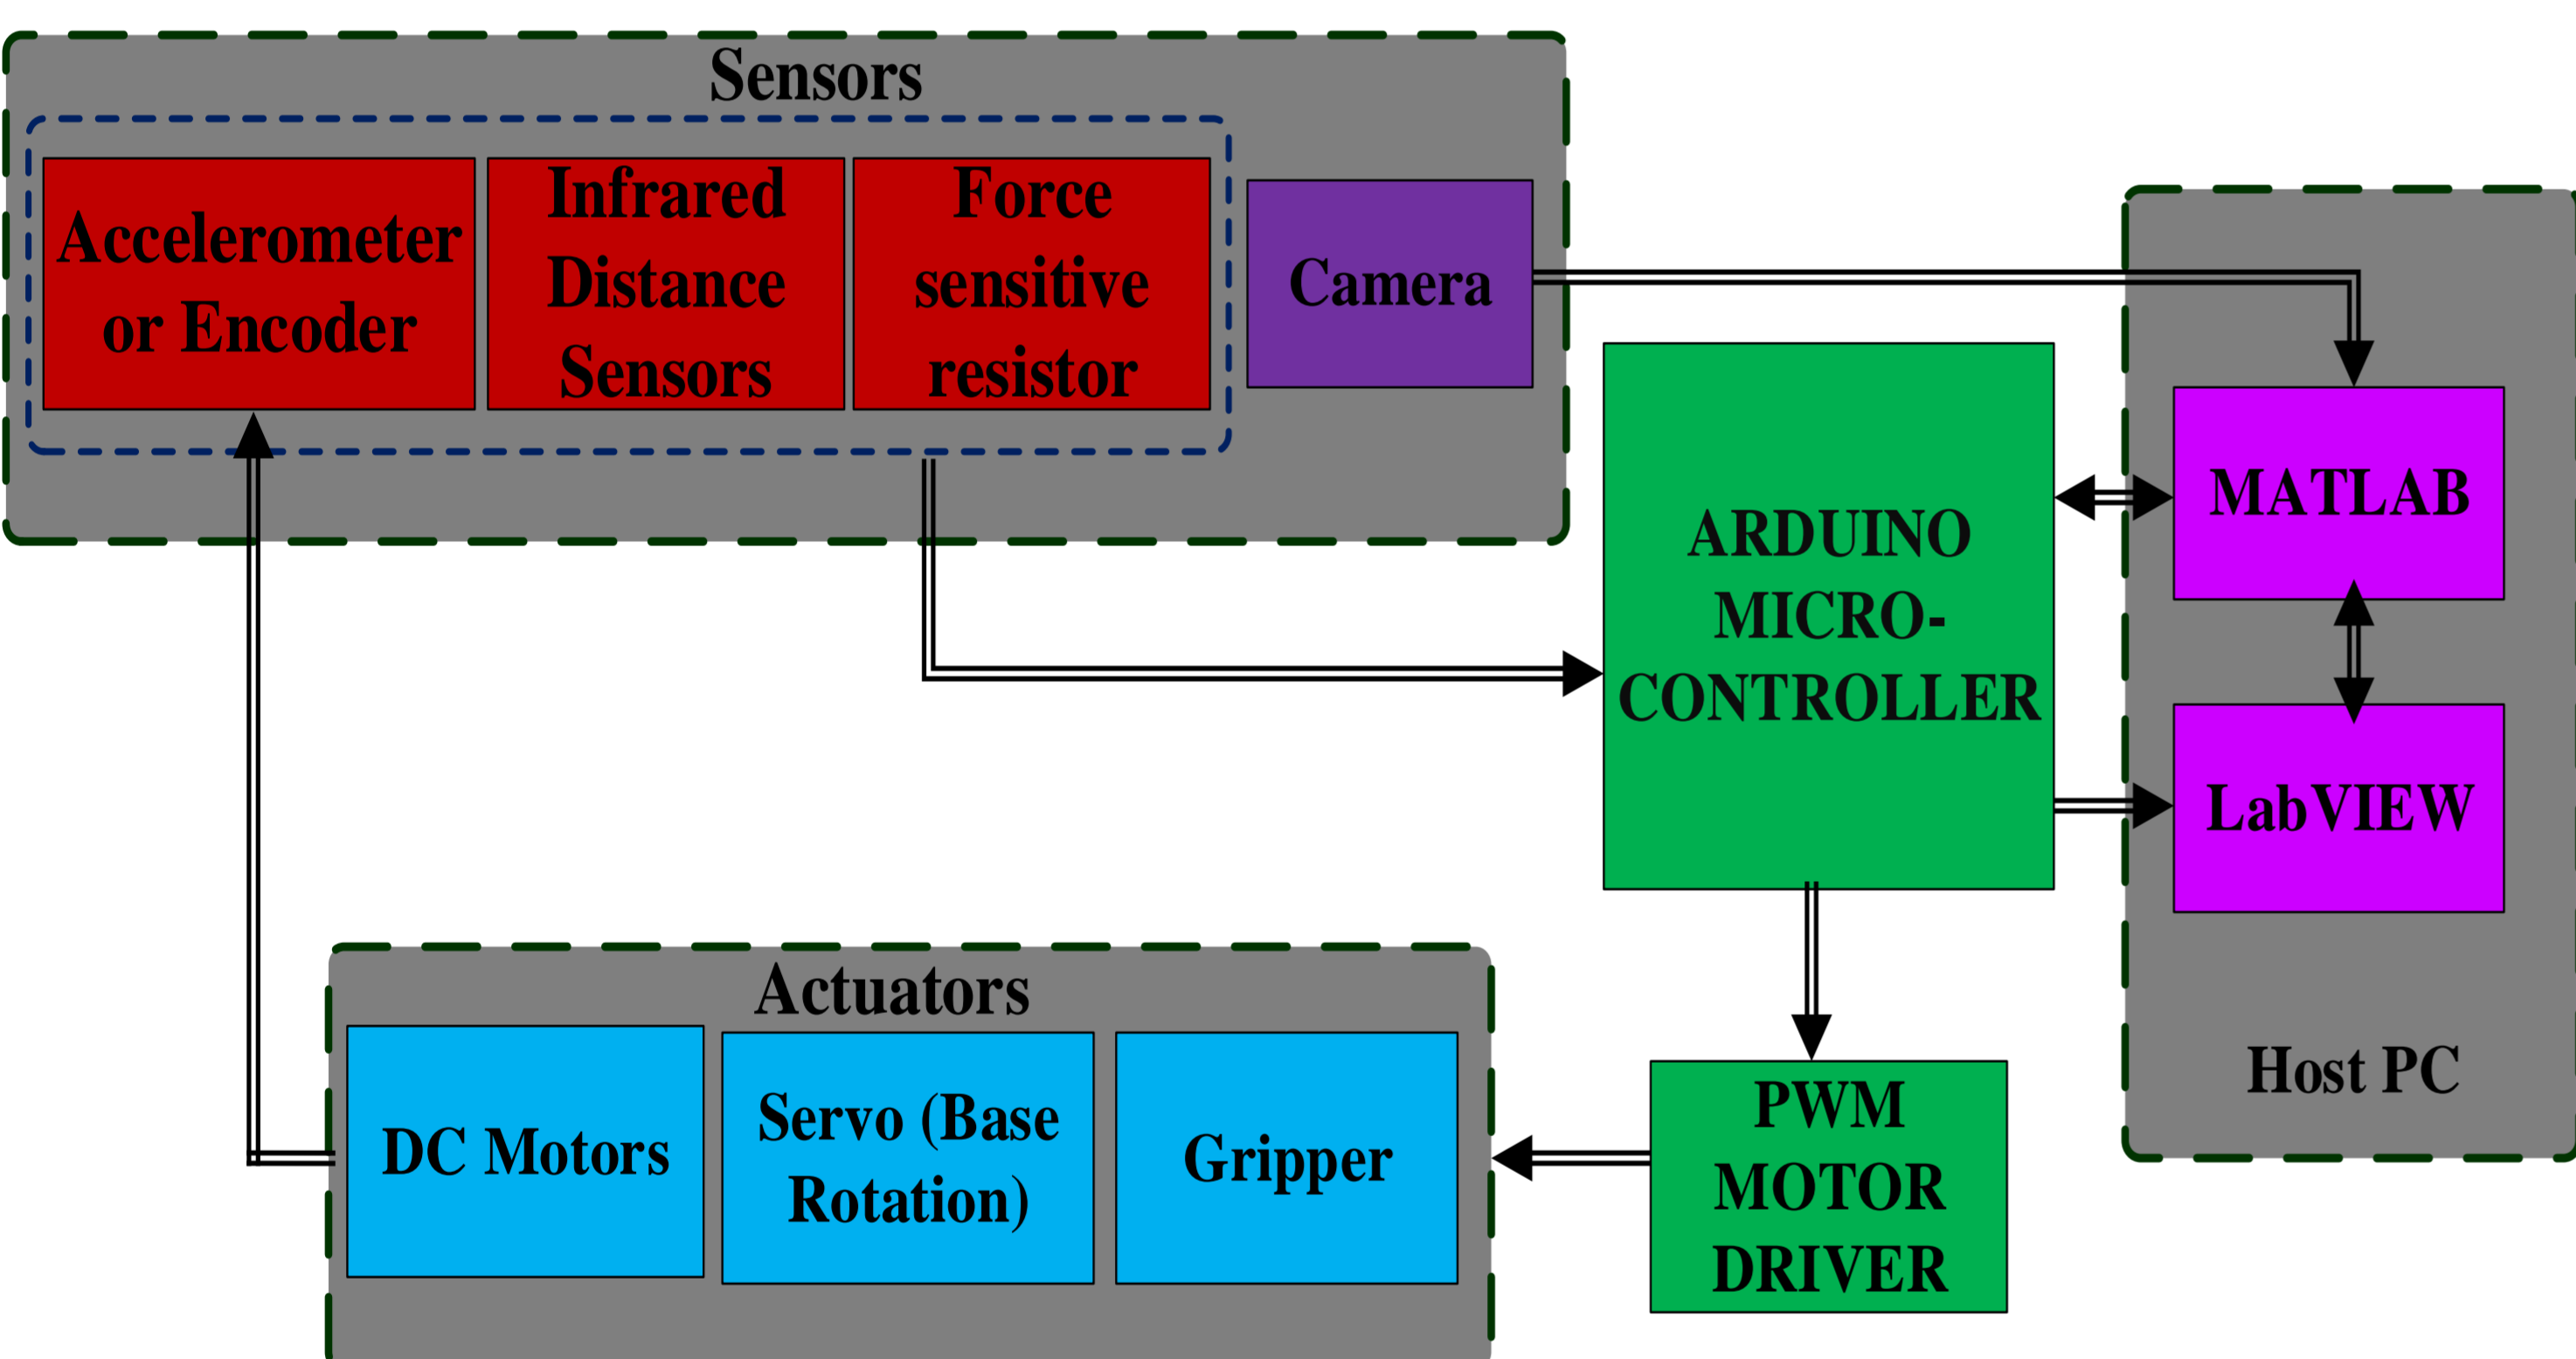 Sensors
Accelerometer
or Encoder
Infrared
Distance
Sensors
Force
sensitive
resistor
Camera
ARDUINO
MICRO-
CONTROLLER
MATLAB
LabVIEW
Host PC
Actuators
DC Motors
Servo (Base
Rotation)
Gripper
PWM
MOTOR
DRIVER